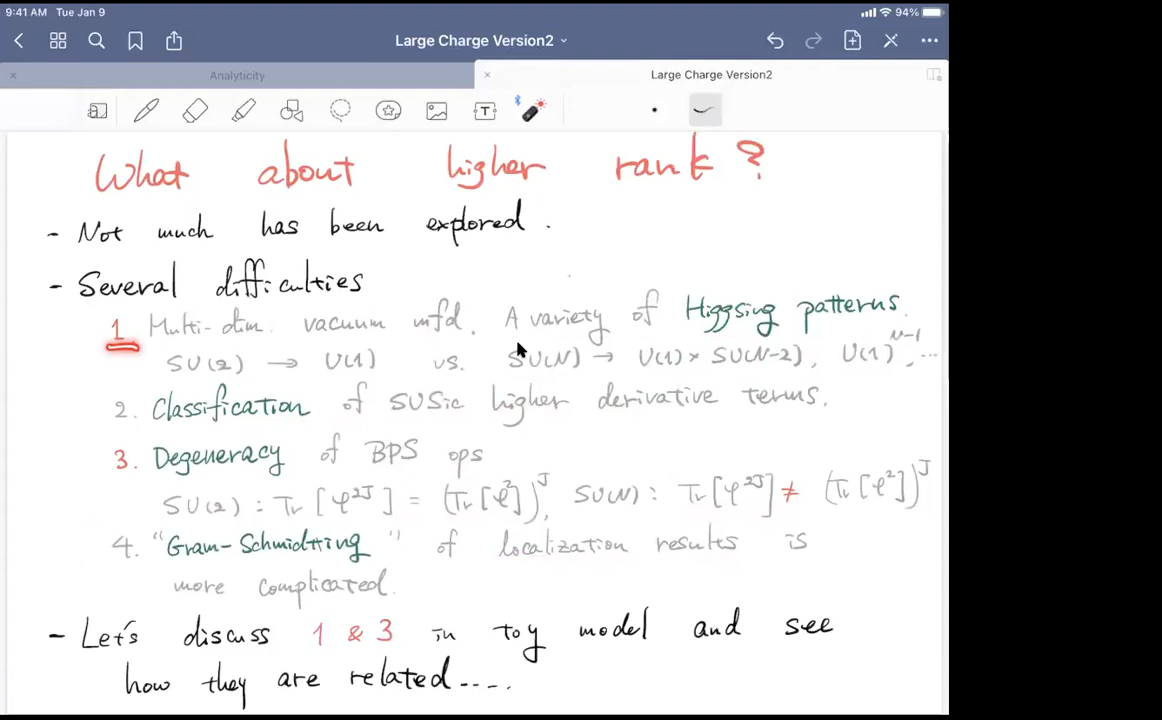 9:41 AM Tue Jan 9
94%
Large Charge Version2
Analyticity
Large Charge Version2
What about higher rank?
- Not much has been explored.
- Several difficulties
1 Multi-dim. vacuum mfd. A variety of Higgsing patterns.
SU(2) → U(1) vs. SU(N) → U(1) × SU(N-2), U(1)^{N-1}, ...
2. Classification of SUSic higher derivative terms.
3. Degeneracy of BPS ops
SU(2) : Tr [φ^{2J}] = (Tr[φ^2])^J, SU(N) : Tr [φ^{2J}] ≠ (Tr[φ^2])^J
4. "Gram-Schmidtting" of localization results is
more complicated.
- Let's discuss 1 & 3 in toy model and see
how they are related....